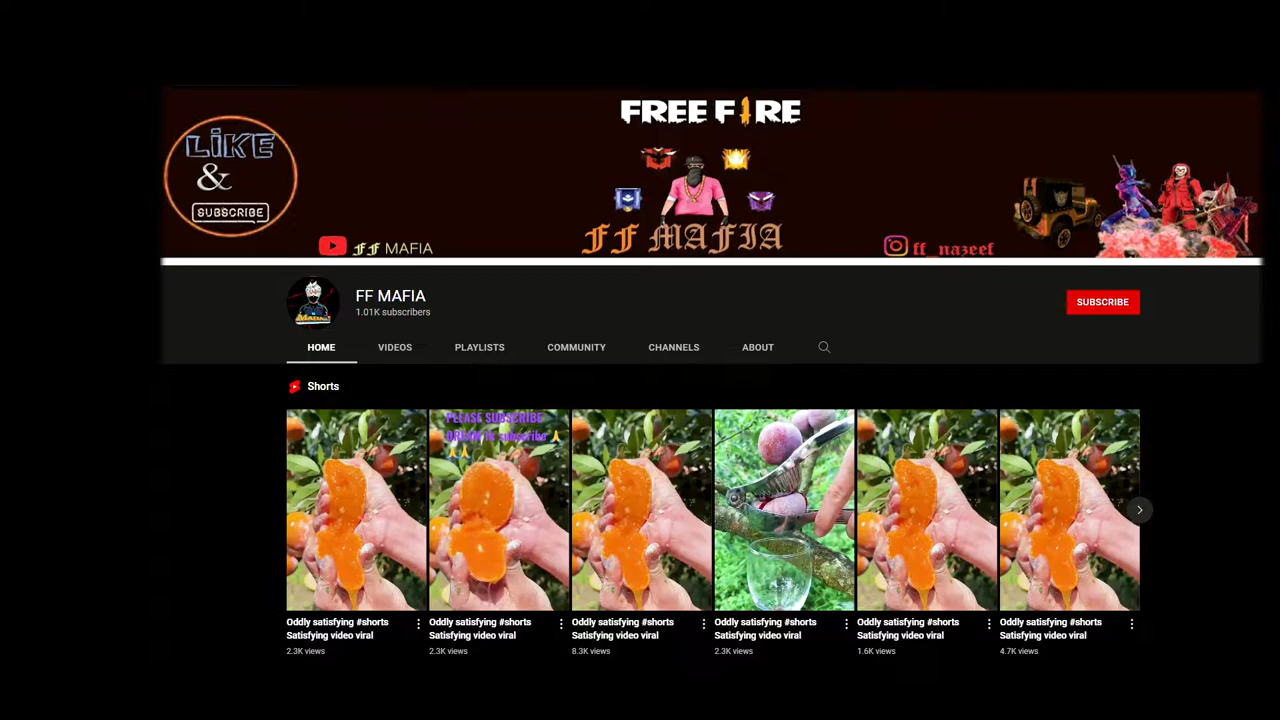 FREE FIRE
LiKE
&
SUBSCRIBE
FF MAFIA
FF MAFIA
ff_nazeef
FF MAFIA
1.01K subscribers
SUBSCRIBE
HOME
VIDEOS
PLAYLISTS
COMMUNITY
CHANNELS
ABOUT
Shorts
PLEASE SUBSCRIBE
DREAM 1K subscribe 🙏
🙏🙏
Oddly satisfying #shorts
Satisfying video viral
2.3K views
Oddly satisfying #shorts
Satisfying video viral
2.3K views
Oddly satisfying #shorts
Satisfying video viral
8.3K views
Oddly satisfying #shorts
Satisfying video viral
2.3K views
Oddly satisfying #shorts
Satisfying video viral
1.6K views
Oddly satisfying #shorts
Satisfying video viral
4.7K views